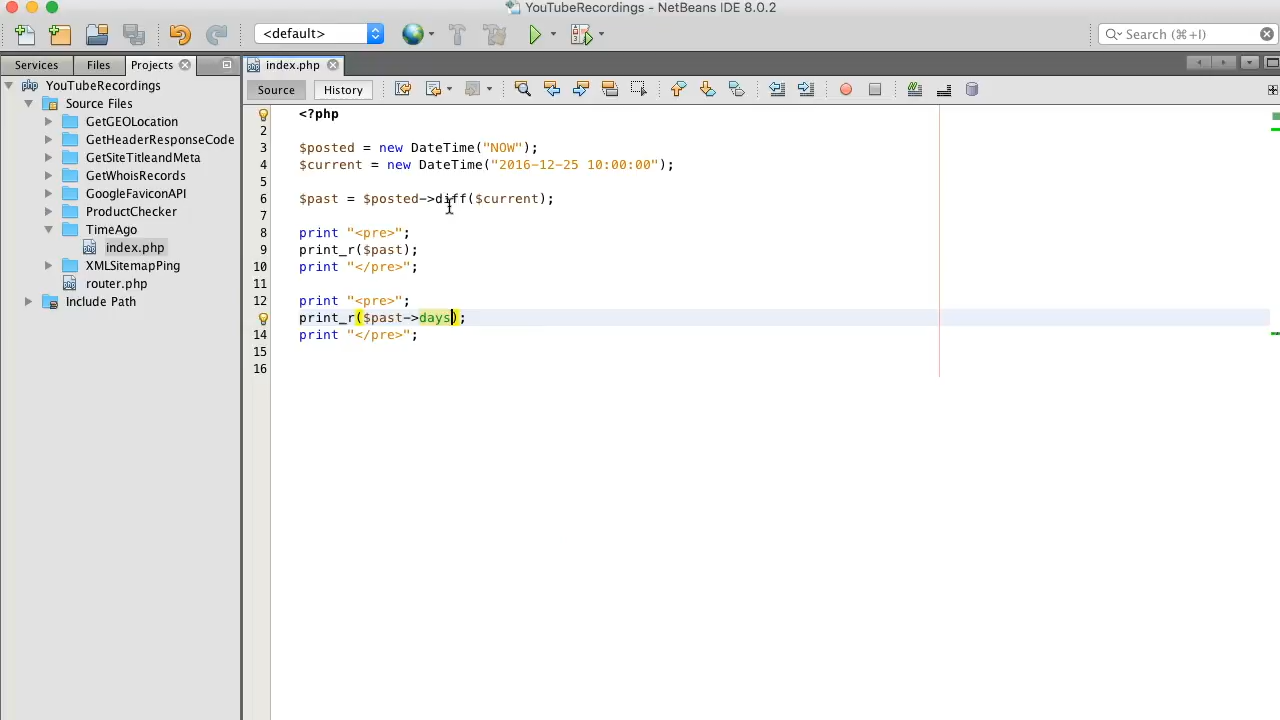 YouTubeRecordings - NetBeans IDE 8.0.2
<default>
Search (⌘+I)
Services Files Projects
index.php
YouTubeRecordings
Source Files
GetGEOLocation
GetHeaderResponseCode
GetSiteTitleandMeta
GetWhoisRecords
GoogleFaviconAPI
ProductChecker
TimeAgo
index.php
XMLSitemapPing
router.php
Include Path
Source History
<?php
2
3 $posted = new DateTime("NOW");
4 $current = new DateTime("2016-12-25 10:00:00");
5
6 $past = $posted->diff($current);
7
8 print "<pre>";
9 print_r($past);
10 print "</pre>";
11
12 print "<pre>";
print_r($past->days);
14 print "</pre>";
15
16